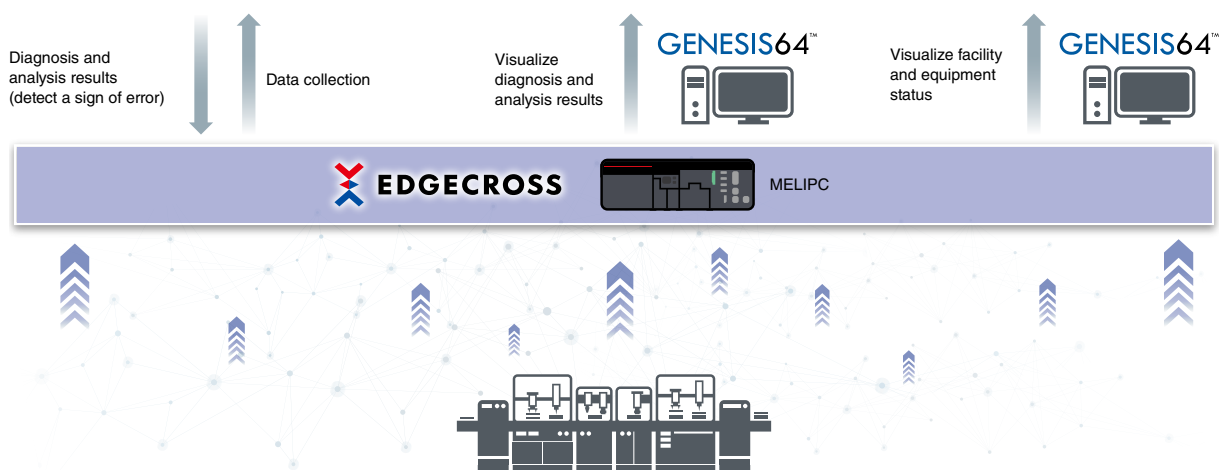 Diagnosis and
analysis results
(detect a sign of error)
Data collection
Visualize
diagnosis and
analysis results
GENESIS64™
Visualize facility
and equipment
status
GENESIS64™
EDGECROSS
MELIPC